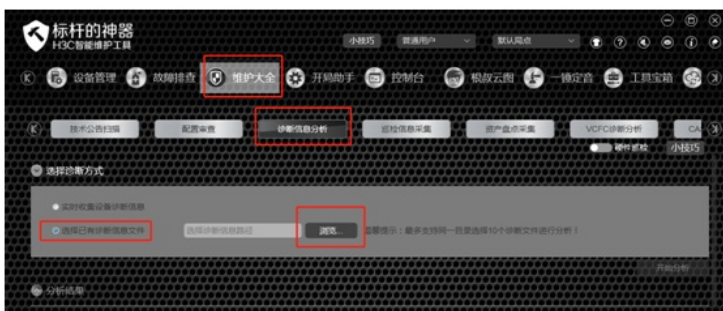 标杆的神器
H3C智能维护工具
小技巧 普通用户 默认局点
设备管理 故障排查 维护大全 开局助手 控制台 根叔云图 一锤定音 工具宝箱
技术公告扫描 配置审查 诊断信息分析 巡检信息采集 资产盘点采集 VCFC诊断分析 CA
硬件巡检 小技巧
选择诊断方式
实时收集设备诊断信息
选择已有诊断信息文件 选择诊断信息路径 浏览... 温馨提示：最多支持同一目录选择10个诊断文件进行分析！
开始分析
分析结果